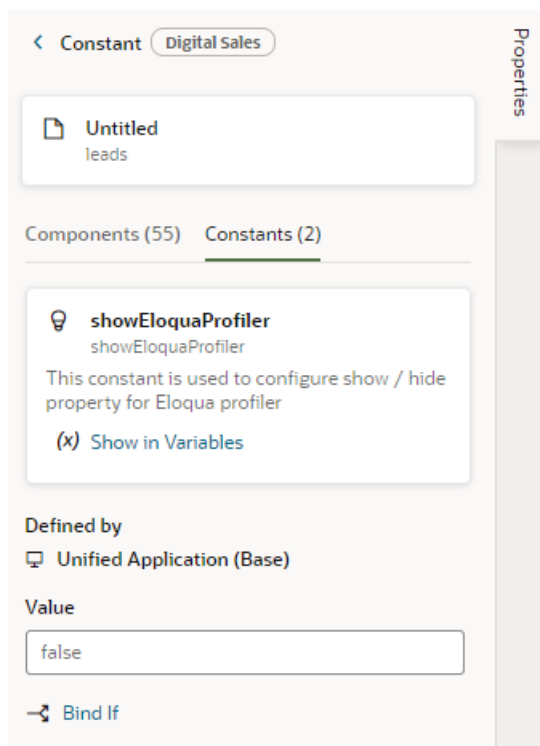 Constant Digital Sales
Properties
Untitled
leads
Components (55) Constants (2)
showEloquaProfiler
showEloquaProfiler
This constant is used to configure show / hide
property for Eloqua profiler
(x) Show in Variables
Defined by
Unified Application (Base)
Value
false
Bind If